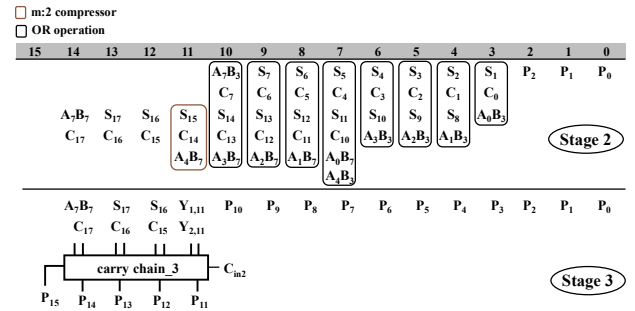 m:2 compressor
OR operation
15 14 13 12 11 10 9 8 7 6 5 4 3 2 1 0
A₇B₃ S₇ S₆ S₅ S₄ S₃ S₂ S₁ P₂ P₁ P₀
C₇ C₆ C₅ C₄ C₃ C₂ C₁ C₀
A₇B₇ S₁₇ S₁₆ S₁₅ S₁₄ S₁₃ S₁₂ S₁₁ S₁₀ S₉ S₈ A₀B₃
C₁₇ C₁₆ C₁₅ C₁₄ C₁₃ C₁₂ C₁₁ C₁₀ A₃B₃ A₂B₃ A₁B₃ Stage 2
A₄B₇ A₃B₇ A₂B₇ A₁B₇ A₀B₇
A₄B₃
A₇B₇ S₁₇ S₁₆ Y₁,₁₁ P₁₀ P₉ P₈ P₇ P₆ P₅ P₄ P₃ P₂ P₁ P₀
C₁₇ C₁₆ C₁₅ Y₂,₁₁
carry chain_3 Cᵢₙ₂
Stage 3
P₁₅ P₁₄ P₁₃ P₁₂ P₁₁